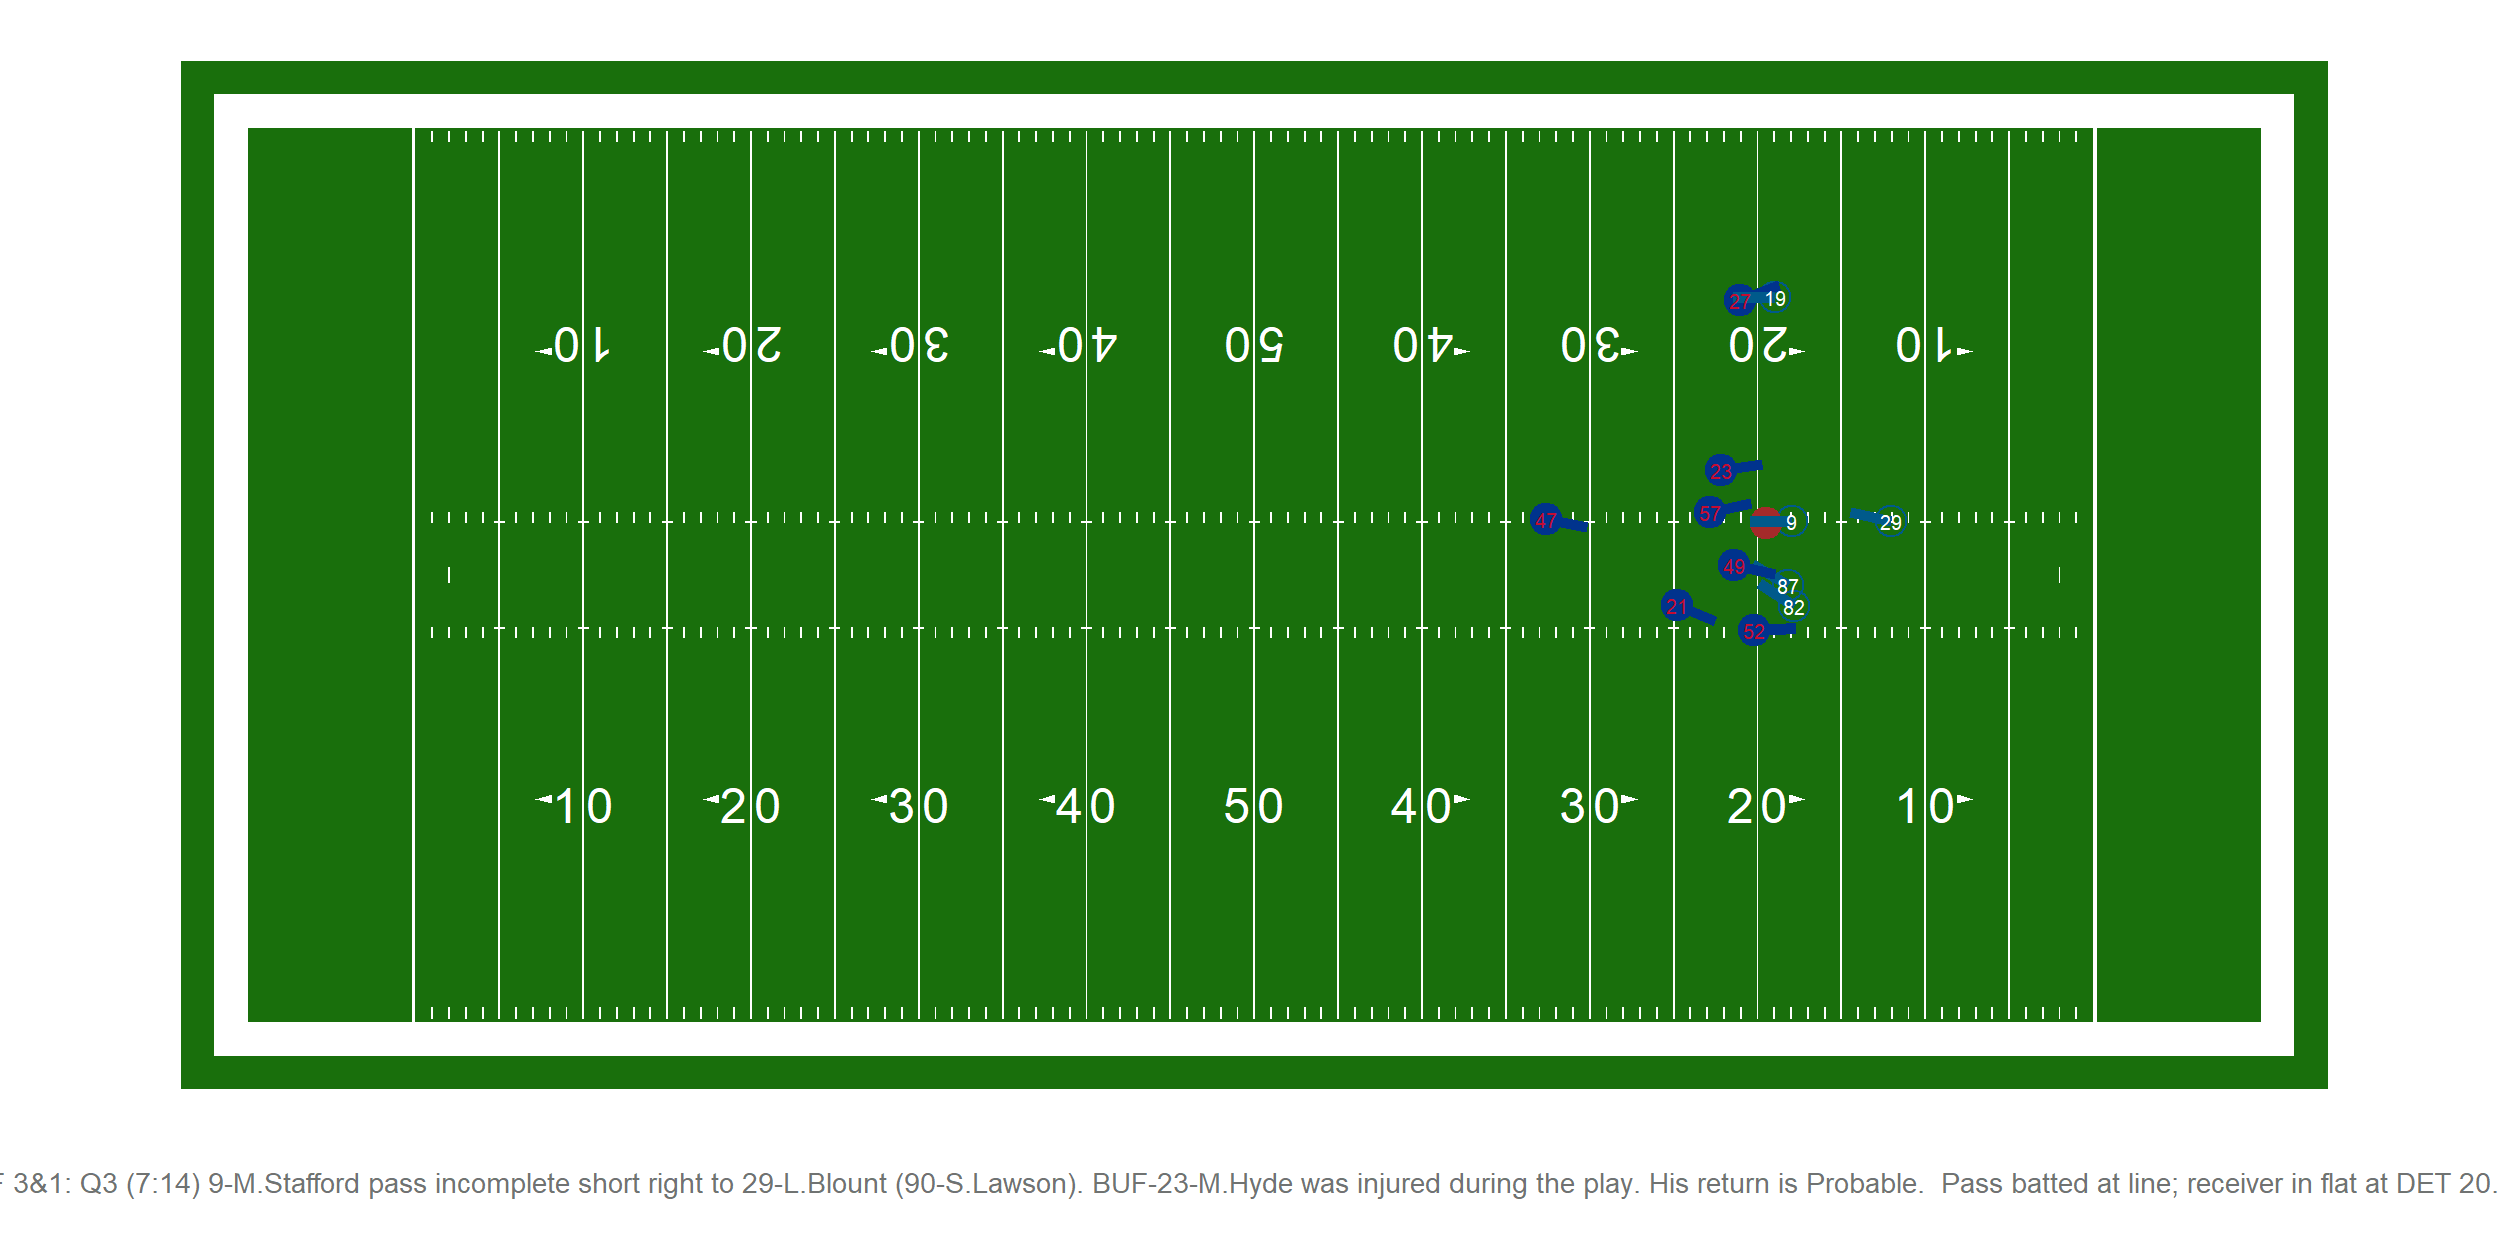 27 19
10 20 30 40 50 40 30 20 10
23
47 57 9 29
49
87
21 82
52
10 20 30 40 50 40 30 20 10
3&1: Q3 (7:14) 9-M.Stafford pass incomplete short right to 29-L.Blount (90-S.Lawson). BUF-23-M.Hyde was injured during the play. His return is Probable.  Pass batted at line; receiver in flat at DET 20.